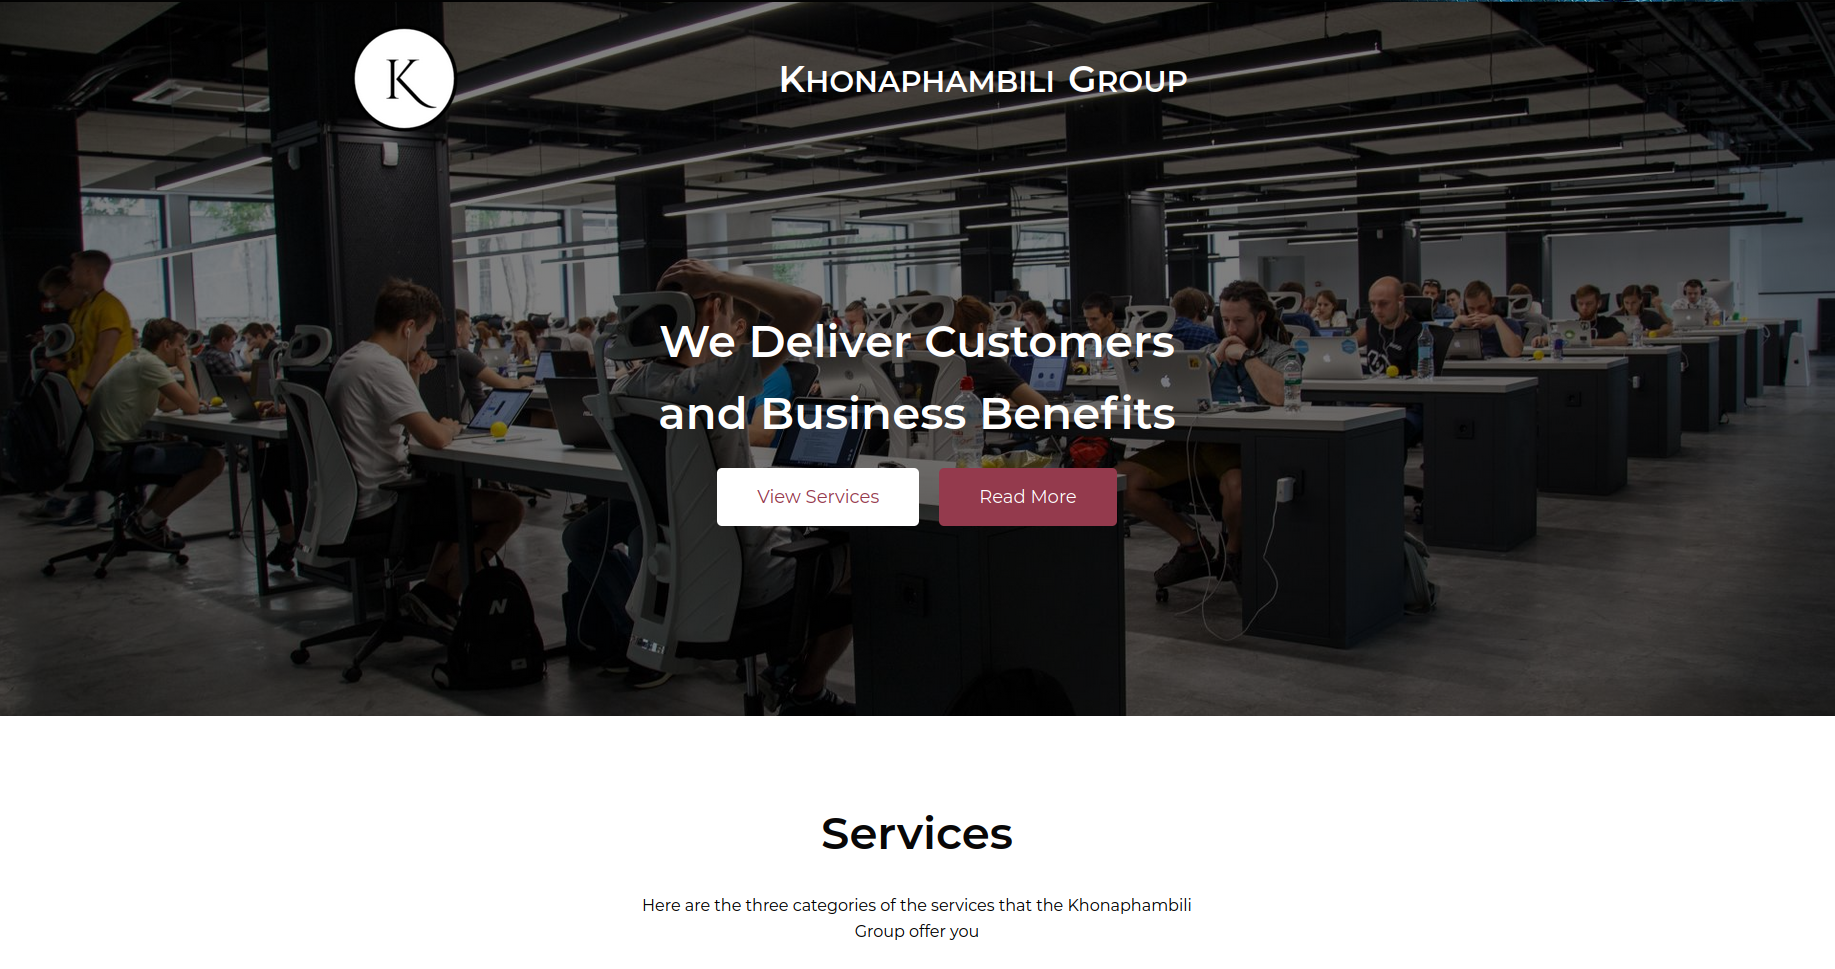 K
Khonaphambili Group
We Deliver Customers
and Business Benefits
View Services
Read More
N
Services
Here are the three categories of the services that the Khonaphambili
Group offer you